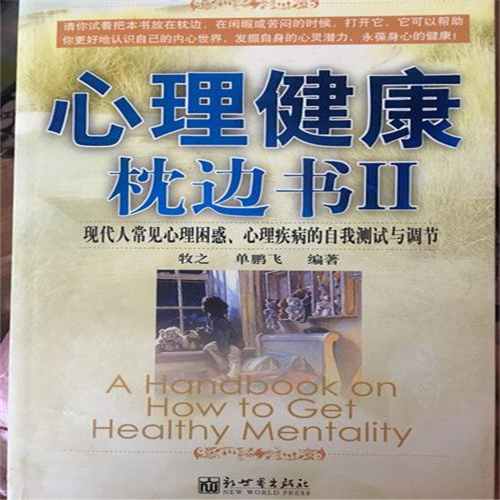 请你试着把本书放在枕边，在闲暇或苦闷的时候，打开它，它可以帮助
你更好地认识自己的内心世界、发掘自身的心灵潜力、永葆身心的健康！
心理健康
枕边书II
现代人常见心理困惑、心理疾病的自我测试与调节
牧之 单鹏飞 编著
A Handbook on
How to Get
Healthy Mentality
新世界出版社